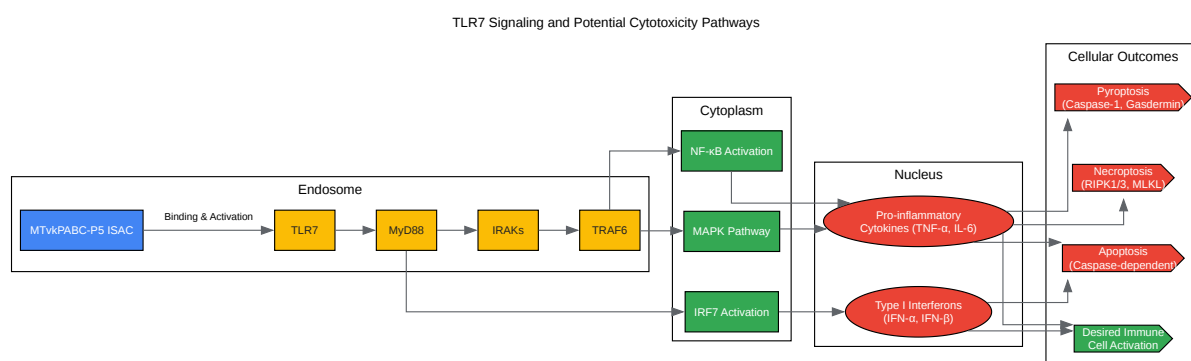 TLR7 Signaling and Potential Cytotoxicity Pathways
Cellular Outcomes
Pyroptosis
(Caspase-1, Gasdermin)
Cytoplasm
NF-κB Activation
Nucleus
Necroptosis
(RIPK1/3, MLKL)
Endosome
MTvkPABC-P5 ISAC
Binding & Activation
TLR7
MyD88
IRAKs
TRAF6
MAPK Pathway
Pro-inflammatory
Cytokines (TNF-α, IL-6)
Apoptosis
(Caspase-dependent)
IRF7 Activation
Type I Interferons
(IFN-α, IFN-β)
Desired Immune
Cell Activation